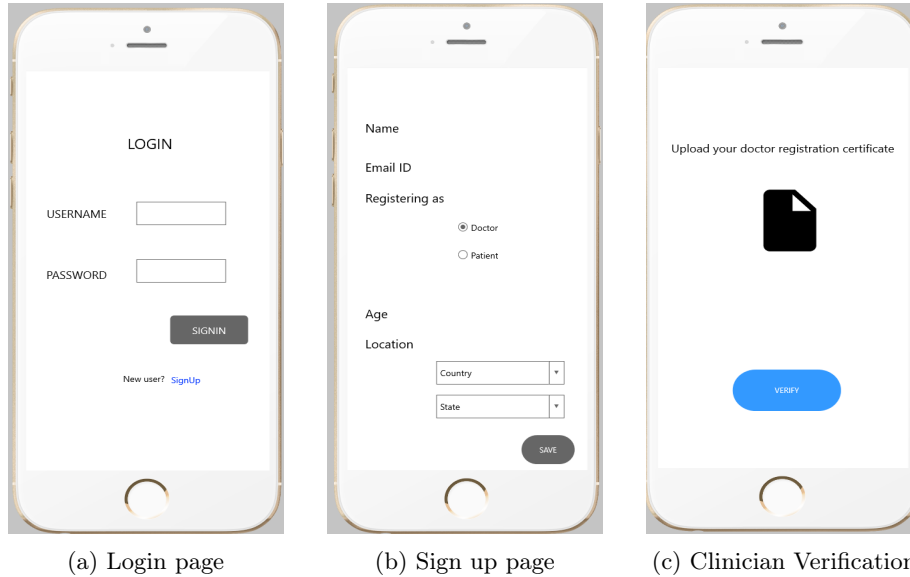 LOGIN
USERNAME
PASSWORD
SIGNIN
New user? SignUp
(a) Login page
Name
Email ID
Registering as
Doctor
Patient
Age
Location
Country
State
SAVE
(b) Sign up page
Upload your doctor registration certificate
VERIFY
(c) Clinician Verification